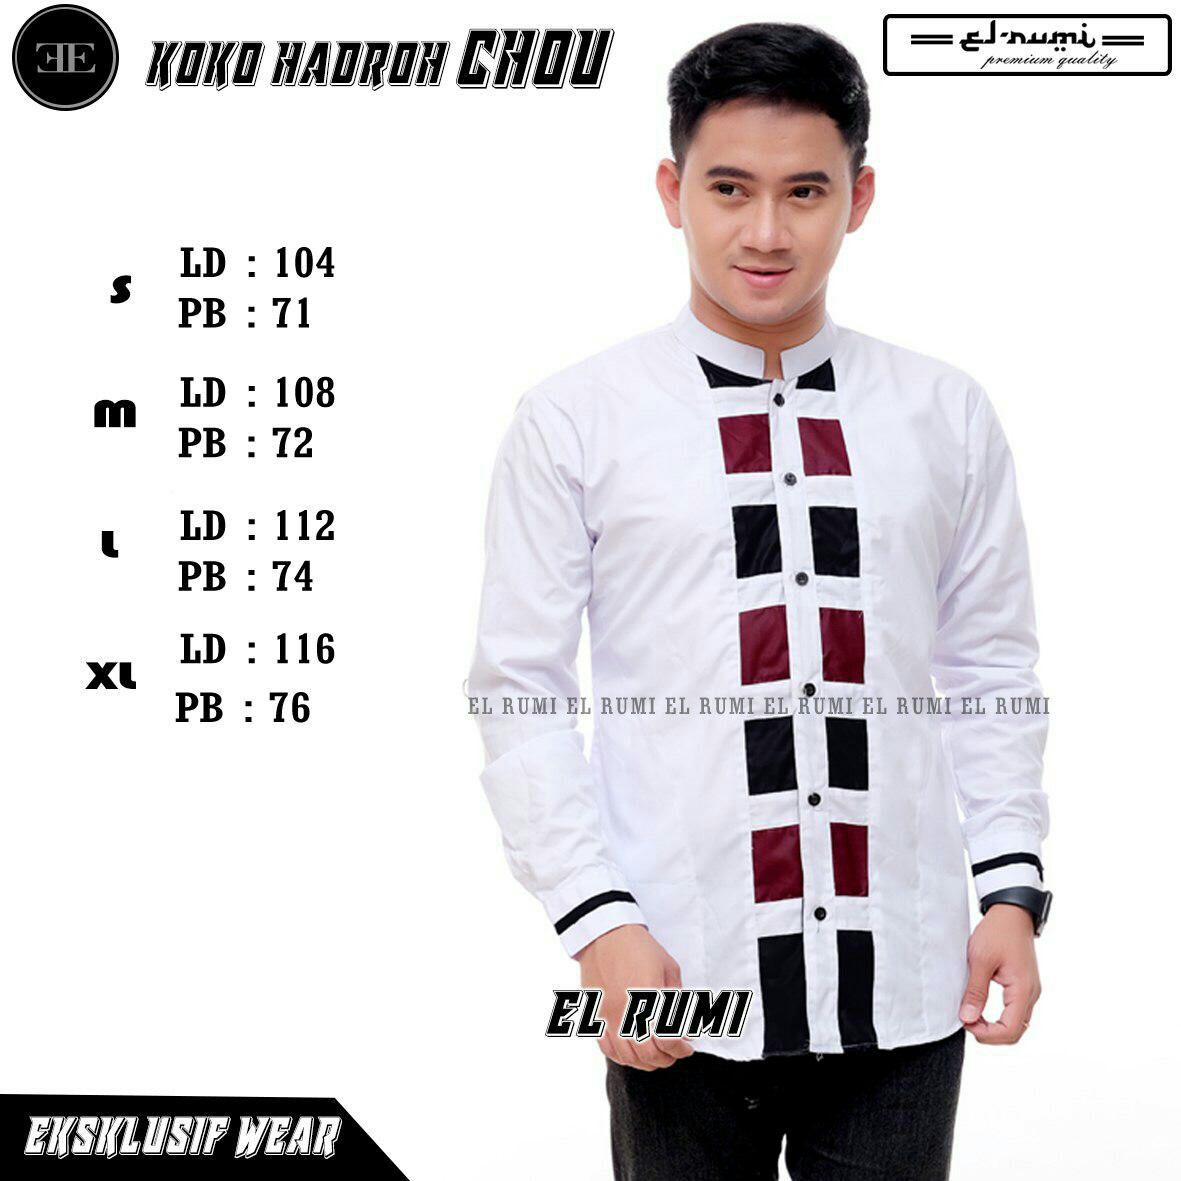 ƎE
KOKO HADROH CHOU
el-rumi
premium quality
S
LD : 104
PB : 71
M
LD : 108
PB : 72
L
LD : 112
PB : 74
XL
LD : 116
PB : 76
EL RUMI EL RUMI EL RUMI EL RUMI EL RUMI EL RUMI
EL RUMI
EKSKLUSIF WEAR